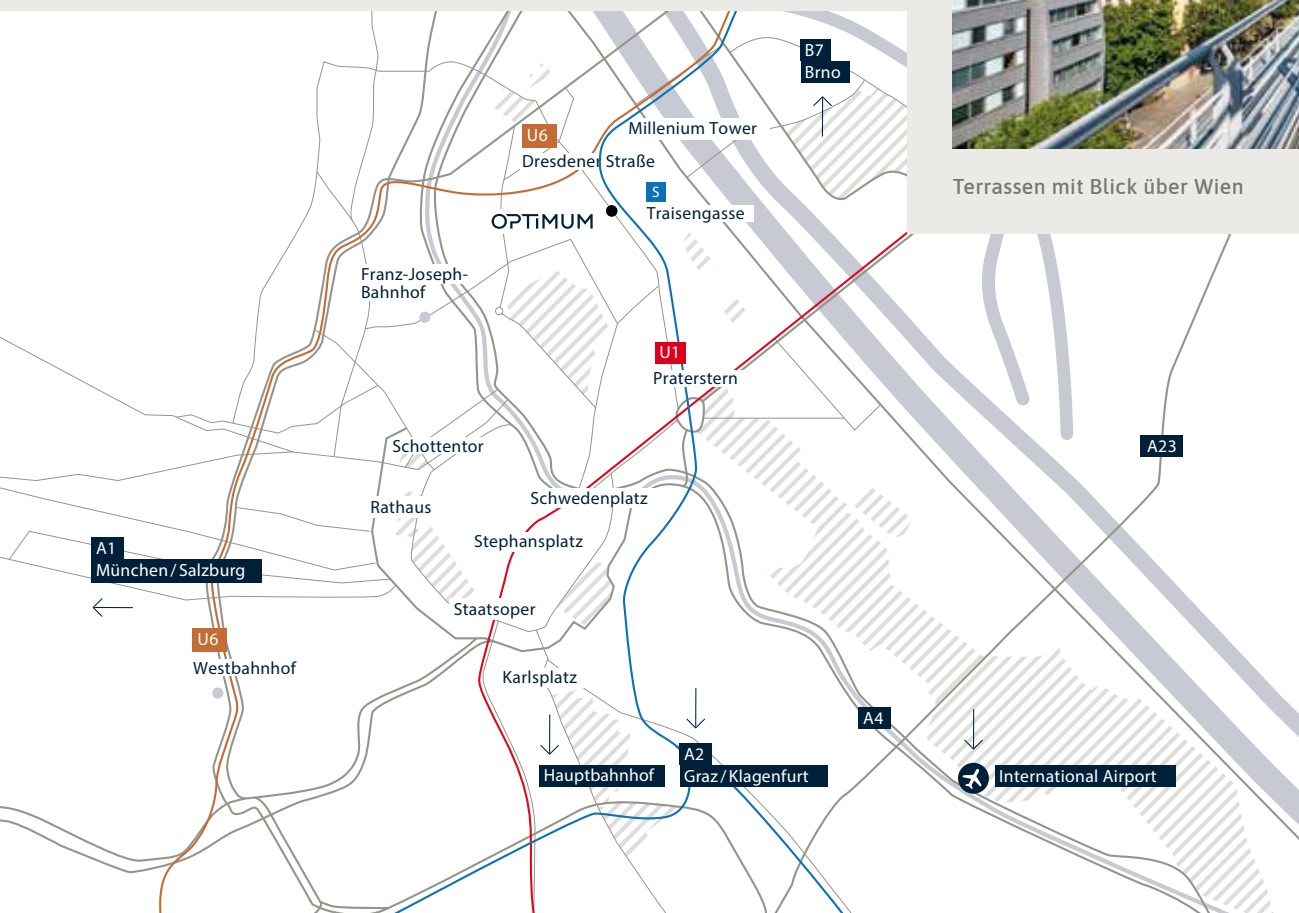 B7
Brno
U6
Millenium Tower
Dresdener Straße
S
Traisengasse
Terrassen mit Blick über Wien
OPTIMUM
Franz-Joseph-
Bahnhof
U1
Praterstern
Schottentor
A23
Schwedenplatz
Rathaus
Stephansplatz
A1
München / Salzburg
Staatsoper
U6
Westbahnhof
Karlsplatz
A4
A2
Hauptbahnhof
Graz / Klagenfurt
International Airport